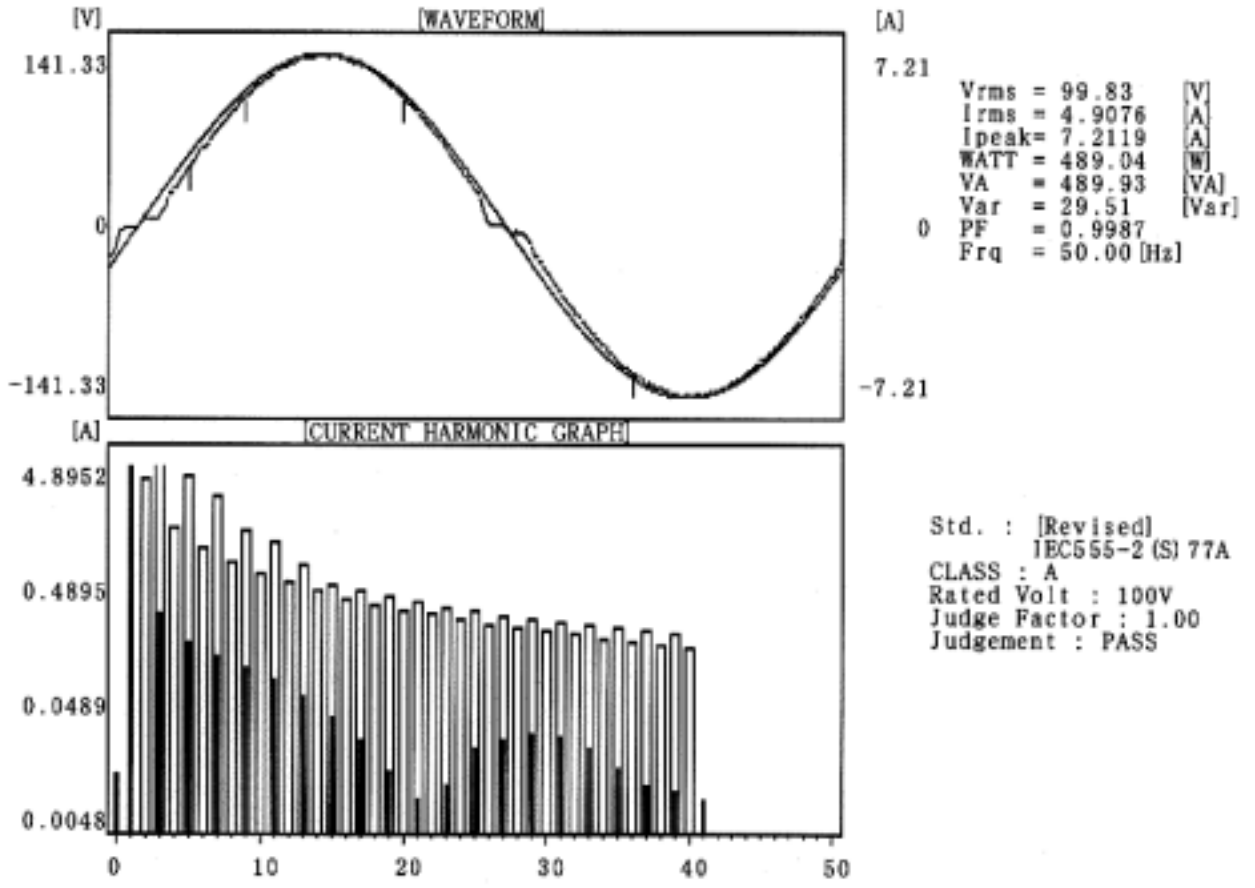 [V] [WAVEFORM] [A]
141.33
7.21
0
0
-141.33
-7.21
Vrms = 99.83 [V]
Irms = 4.9076 [A]
Ipeak= 7.2119 [A]
WATT = 489.04 [W]
VA = 489.93 [VA]
Var = 29.51 [Var]
PF = 0.9987
Frq = 50.00 [Hz]
[A] [CURRENT HARMONIC GRAPH]
4.8952
0.4895
0.0489
0.0048
0 10 20 30 40 50
Std. : [Revised]
IEC555-2 (S) 77A
CLASS : A
Rated Volt : 100V
Judge Factor : 1.00
Judgement : PASS